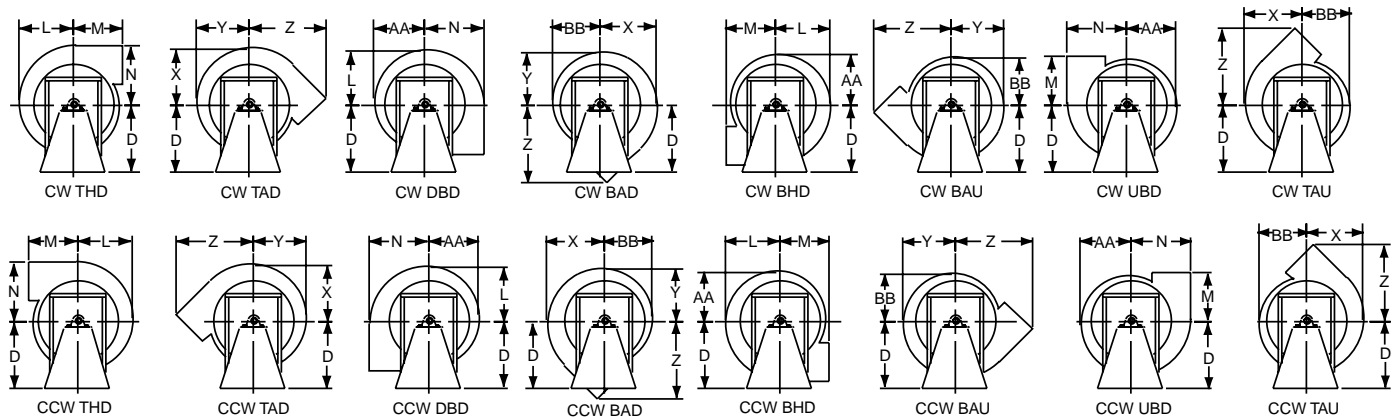 L M
N
D
CW THD
Y Z
X
D
CW TAD
AA N
L
D
CW DBD
BB X
Y
D
Z
CW BAD
M L
AA
D
CW BHD
Z Y
BB
D
CW BAU
N AA
M
D
CW UBD
X BB
Z
D
CW TAU
M L
N
D
CCW THD
Z Y
X
D
CCW TAD
N AA
L
D
CCW DBD
X BB
Y
D
Z
CCW BAD
L M
AA
D
CCW BHD
Y Z
BB
D
CCW BAU
AA N
M
D
CCW UBD
BB X
Z
D
CCW TAU